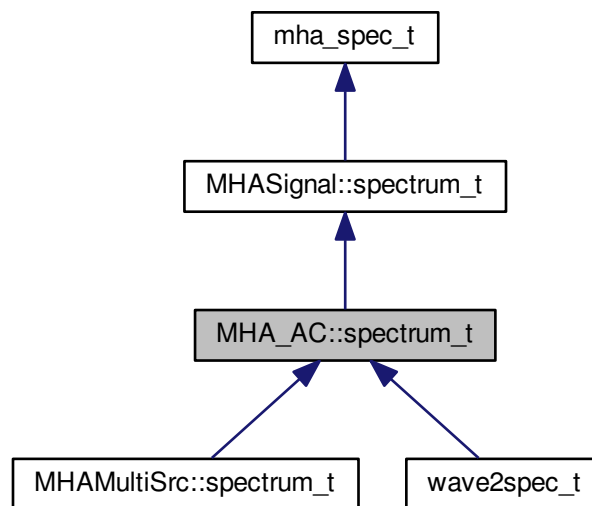 mha_spec_t
MHASignal::spectrum_t
MHA_AC::spectrum_t
MHAMultiSrc::spectrum_t
wave2spec_t